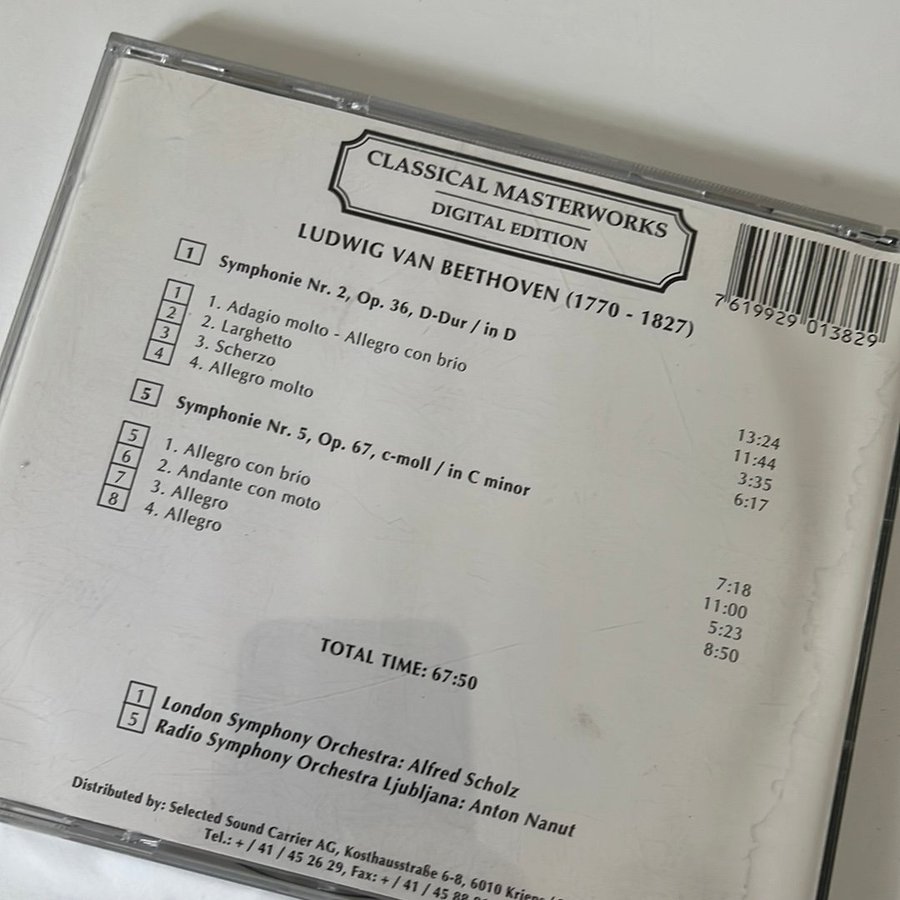 CLASSICAL MASTERWORKS
DIGITAL EDITION
7 619929 013829
LUDWIG VAN BEETHOVEN (1770 - 1827)
1 Symphonie Nr. 2, Op. 36, D-Dur / in D
1 1. Adagio molto - Allegro con brio 13:24
2 2. Larghetto 11:44
3 3. Scherzo 3:35
4 4. Allegro molto 6:17
5 Symphonie Nr. 5, Op. 67, c-moll / in C minor
5 1. Allegro con brio 7:18
6 2. Andante con moto 11:00
7 3. Allegro 5:23
8 4. Allegro 8:50
TOTAL TIME: 67:50
1 London Symphony Orchestra: Alfred Scholz
5 Radio Symphony Orchestra Ljubljana: Anton Nanut
Distributed by: Selected Sound Carrier AG, Kosthausstraße 6-8, 6010 Kriens
Tel.: + / 41 / 45 26 29, Fax: + / 41 / 45 88